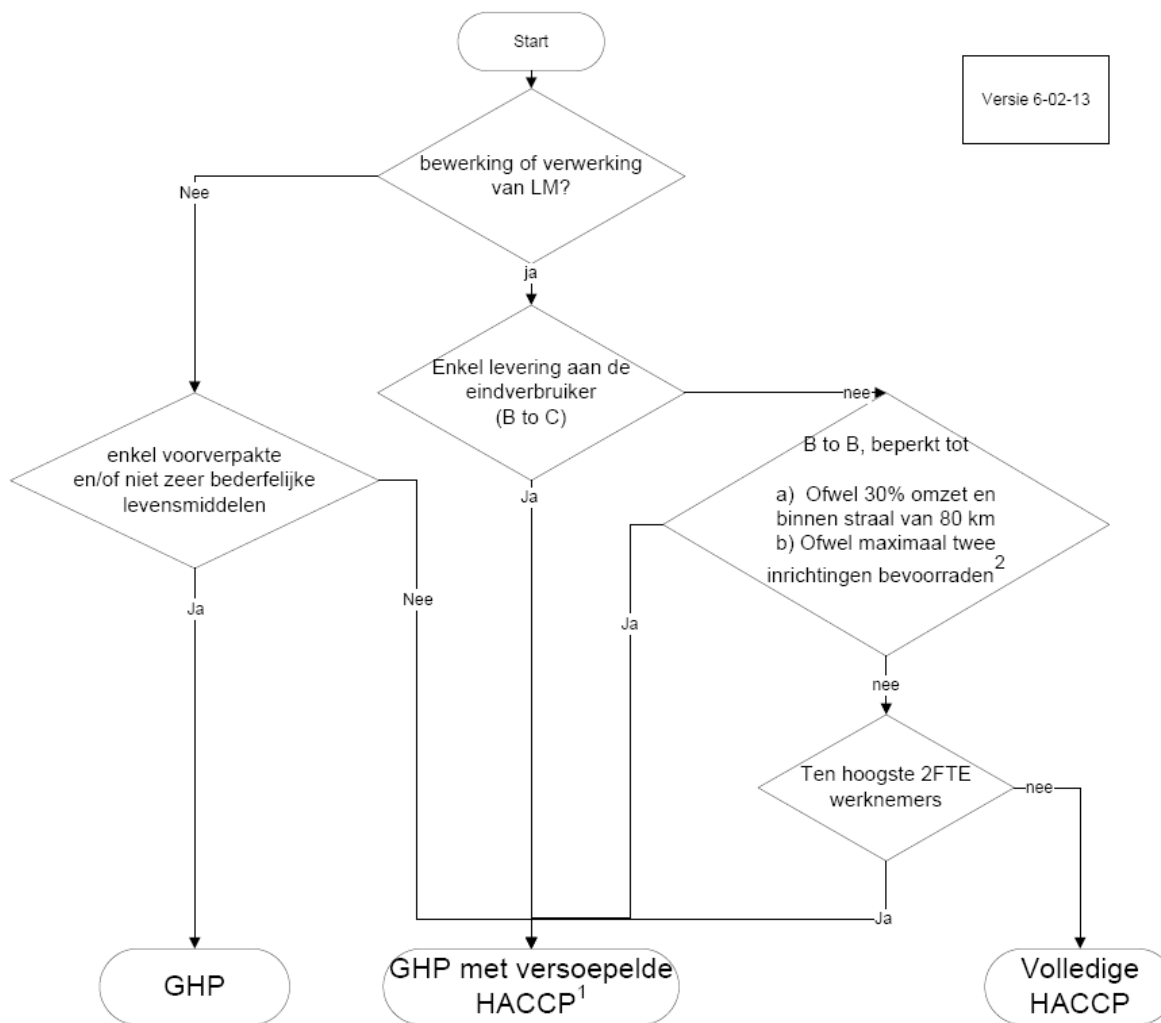 Start
Versie 6-02-13
bewerking of verwerking
van LM?
Nee
ja
Enkel levering aan de
eindverbruiker
(B to C)
nee
enkel voorverpakte
en/of niet zeer bederfelijke
levensmiddelen
B to B, beperkt tot
a) Ofwel 30% omzet en
binnen straal van 80 km
b) Ofwel maximaal twee
inrichtingen bevoorraden2
Ja
Ja
Nee
Ja
nee
Ten hoogste 2FTE
werknemers
nee
Ja
GHP
GHP met versoepelde
HACCP1
Volledige
HACCP